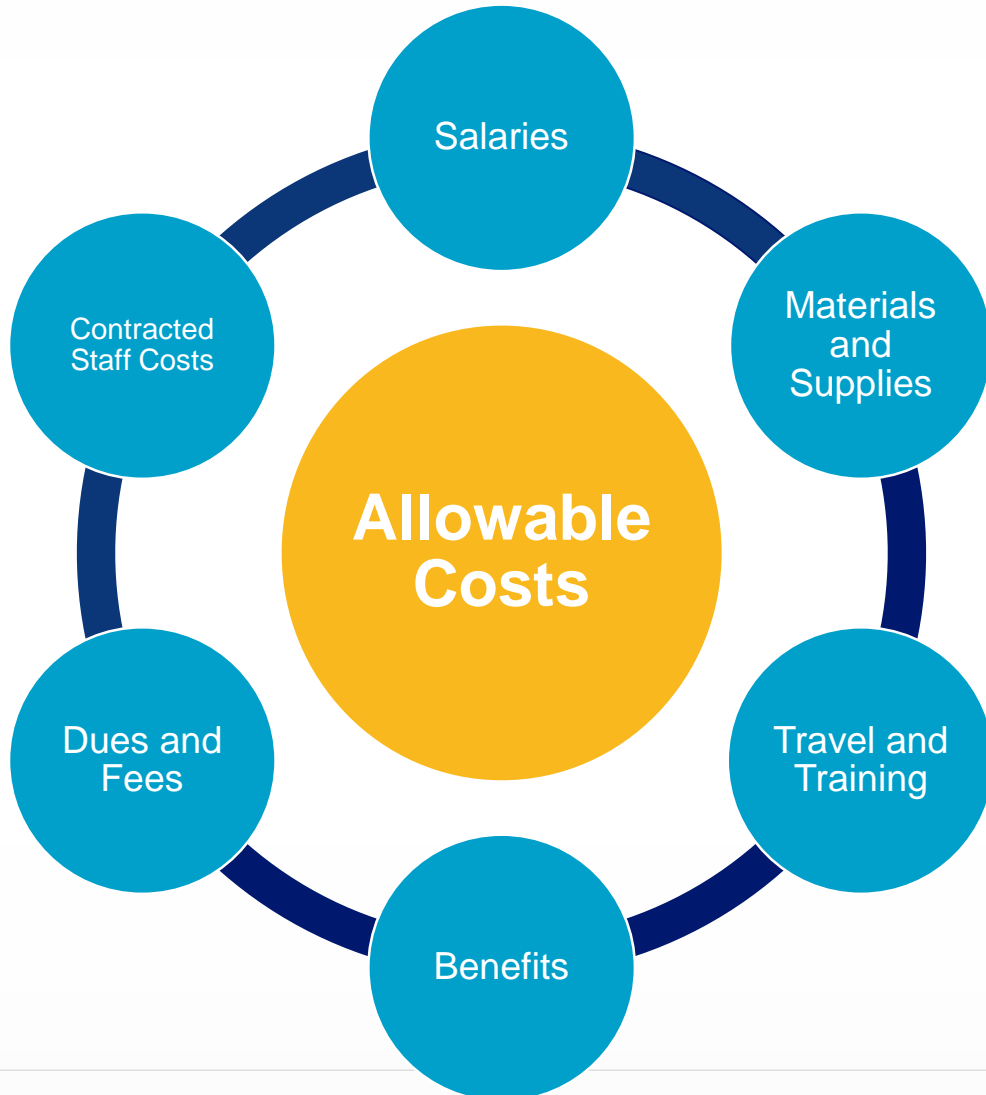 Salaries
Materials
and
Supplies
Travel and
Training
Benefits
Dues and
Fees
Contracted
Staff Costs
Allowable
Costs